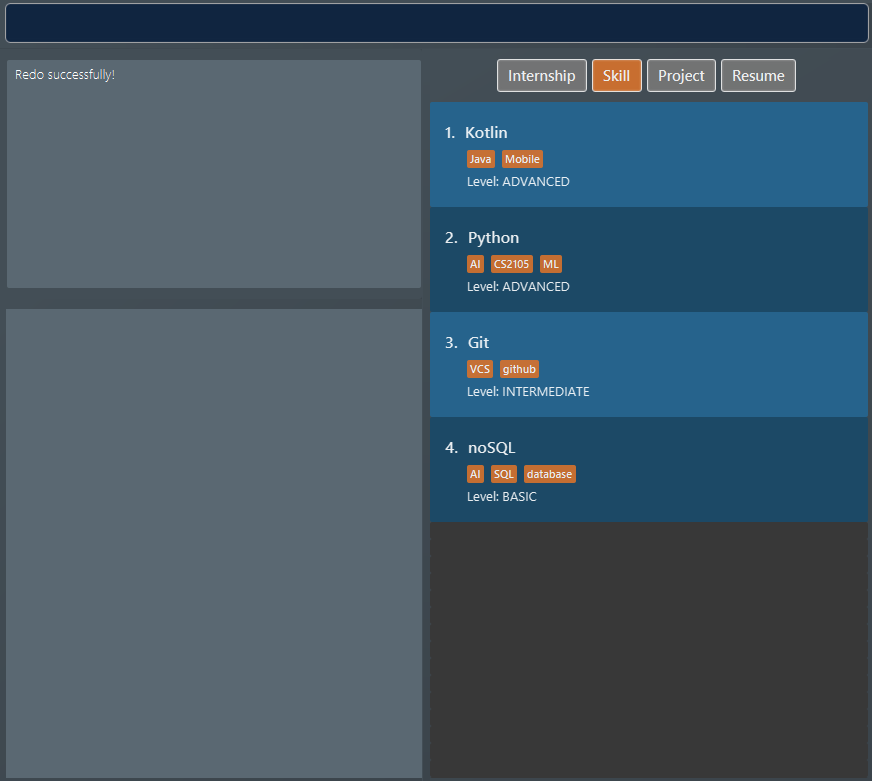 Redo successfully!
Internship Skill Project Resume
1. Kotlin
Java Mobile
Level: ADVANCED
2. Python
AI CS2105 ML
Level: ADVANCED
3. Git
VCS github
Level: INTERMEDIATE
4. noSQL
AI SQL database
Level: BASIC